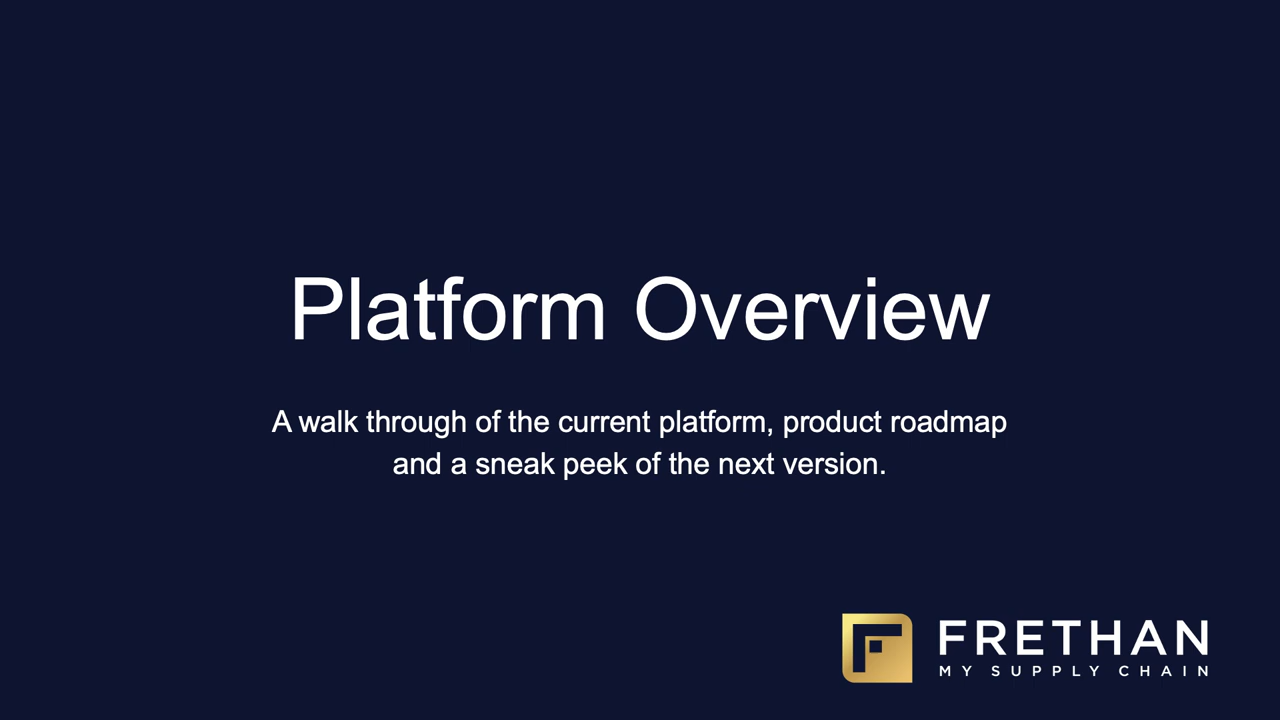 Platform Overview
A walk through of the current platform, product roadmap
and a sneak peek of the next version.
FRETHAN
MY SUPPLY CHAIN